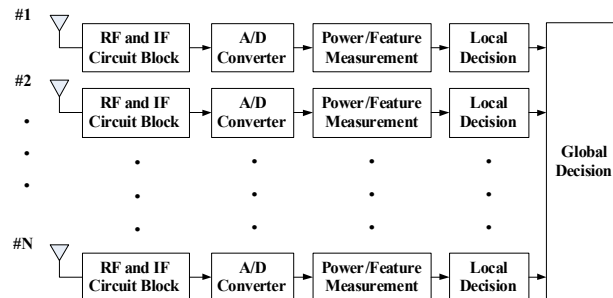 #1
RF and IF
Circuit Block
A/D
Converter
Power/Feature
Measurement
Local
Decision
#2
RF and IF
Circuit Block
A/D
Converter
Power/Feature
Measurement
Local
Decision
Global
Decision
#N
RF and IF
Circuit Block
A/D
Converter
Power/Feature
Measurement
Local
Decision